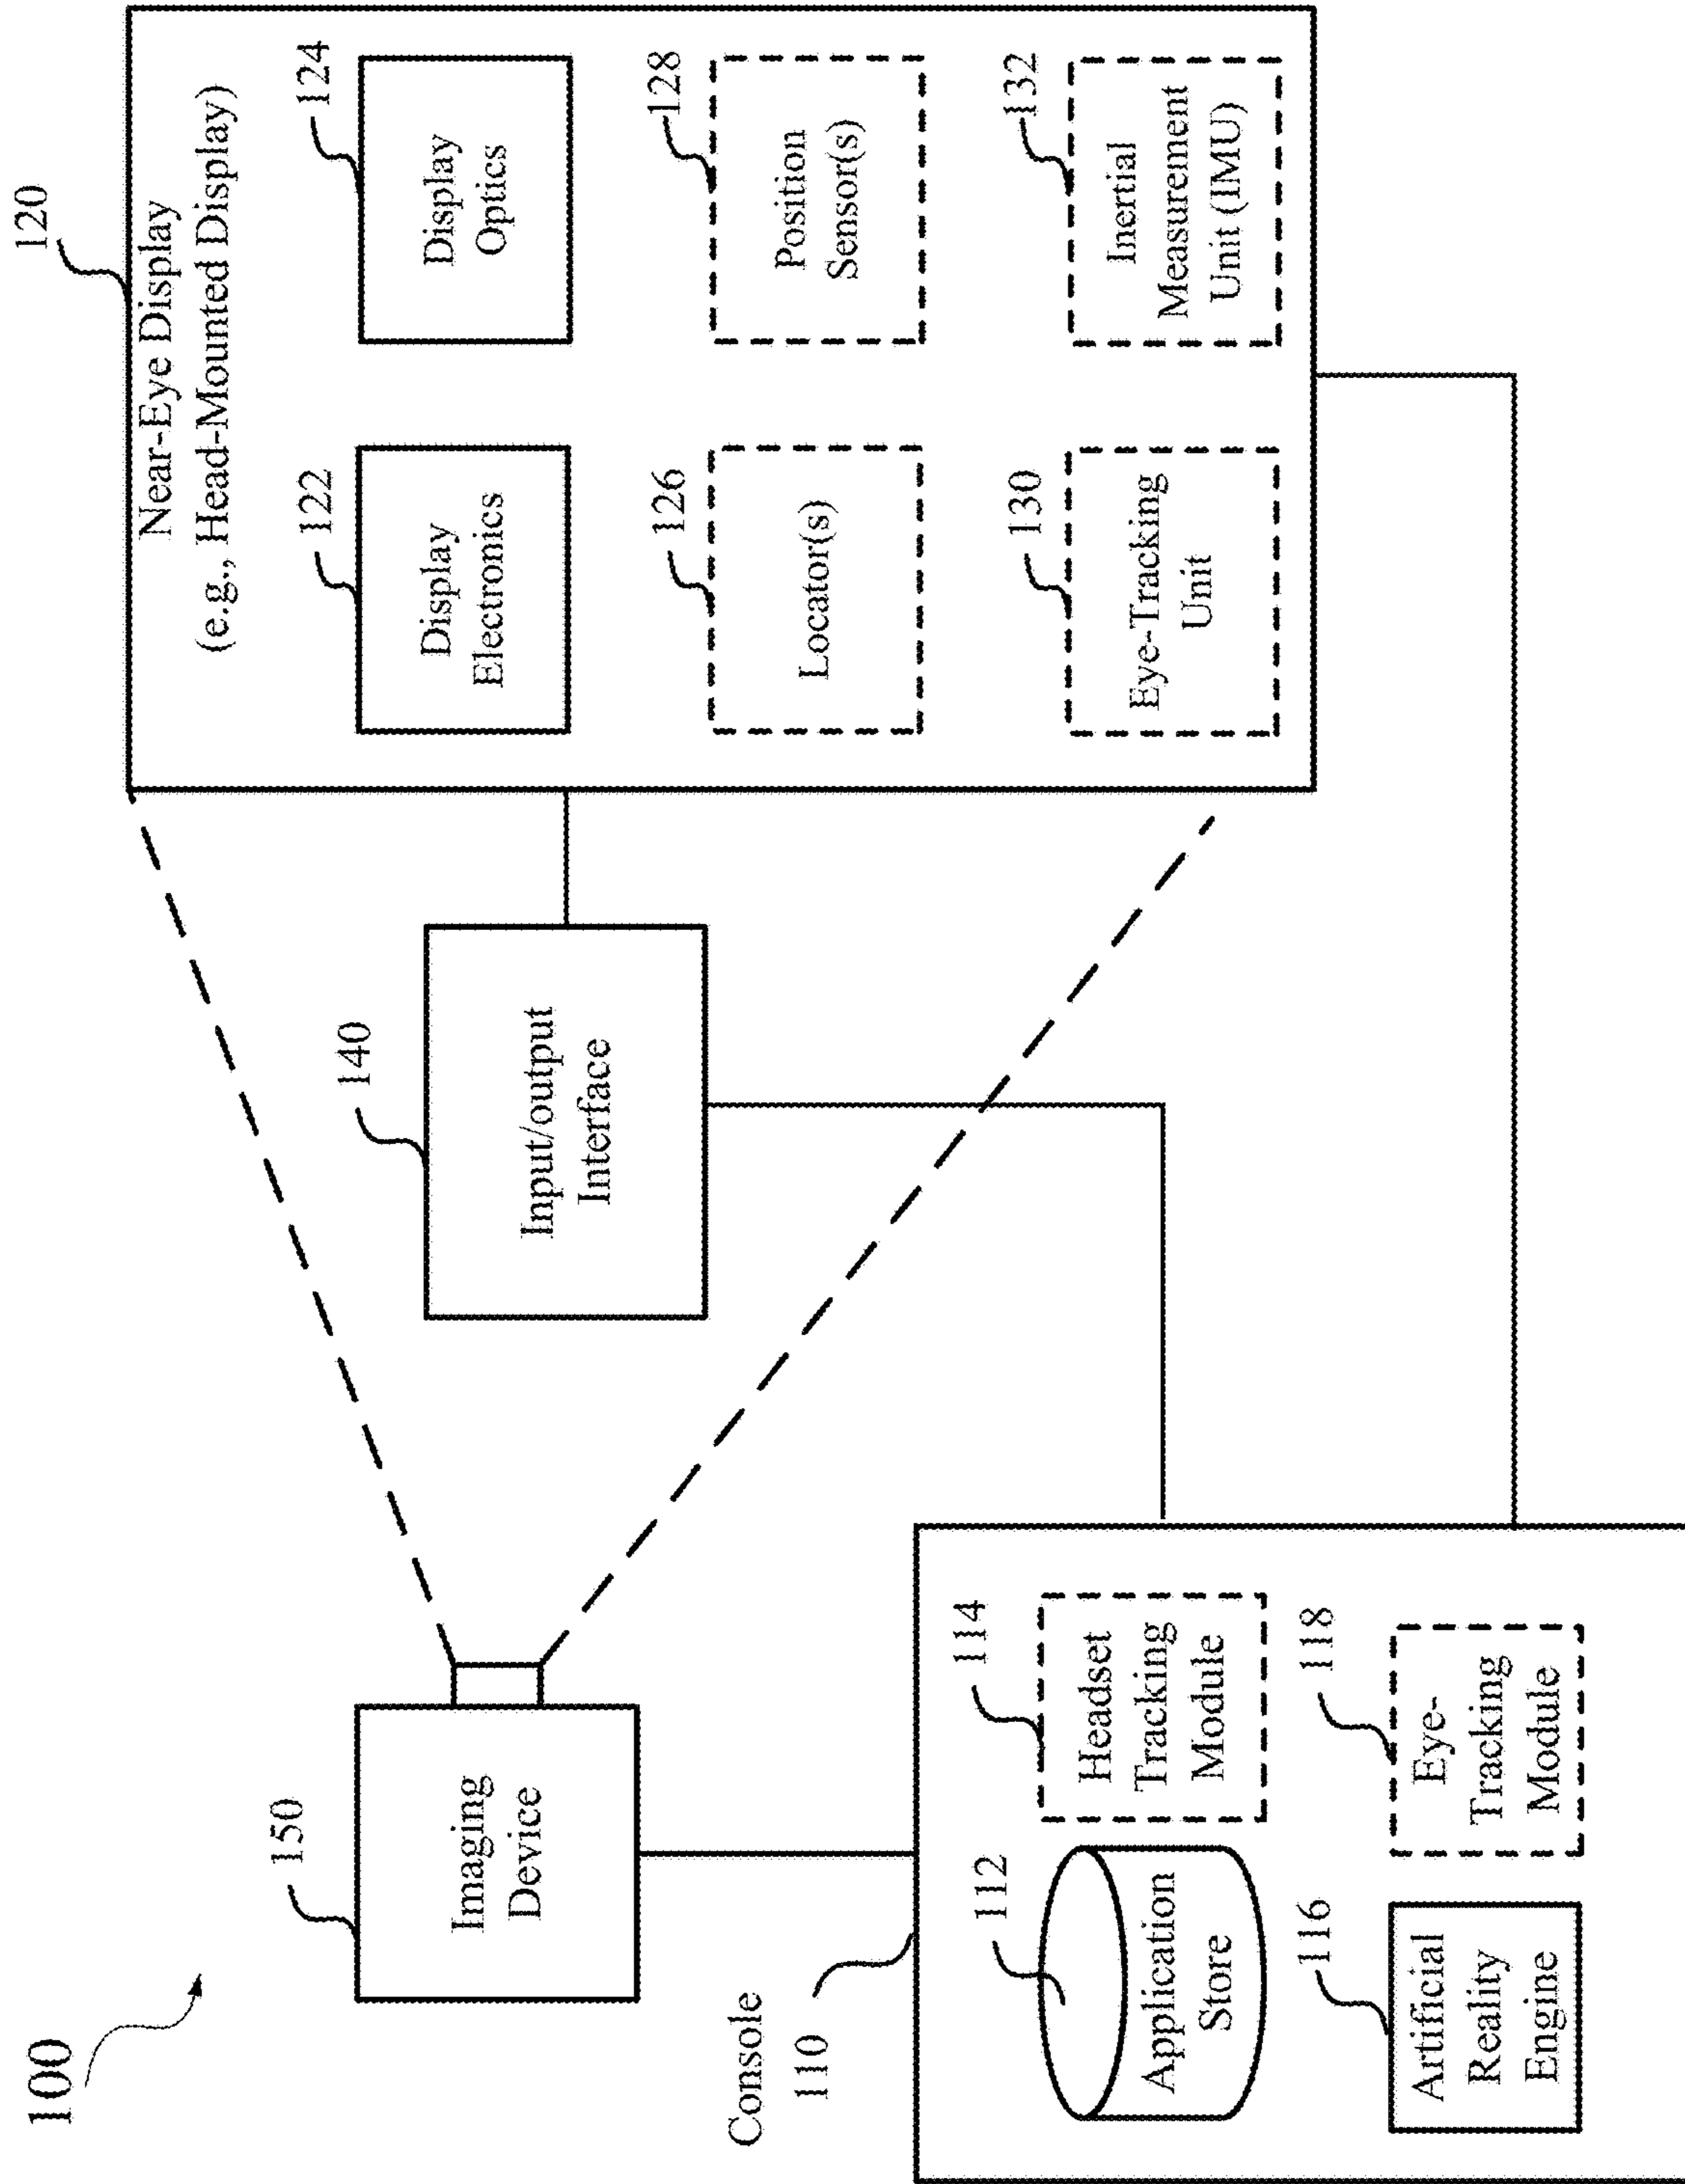 100
120
Near-Eye Display
(e.g., Head-Mounted Display)
122
Display
Electronics
124
Display
Optics
126
Locator(s)
128
Position
Sensor(s)
130
Eye-Tracking
Unit
132
Inertial
Measurement
Unit (IMU)
140
Input/output
Interface
150
Imaging
Device
Console
110
112
Application
Store
114
Headset
Tracking
Module
116
Artificial
Reality
Engine
118
Eye-
Tracking
Module